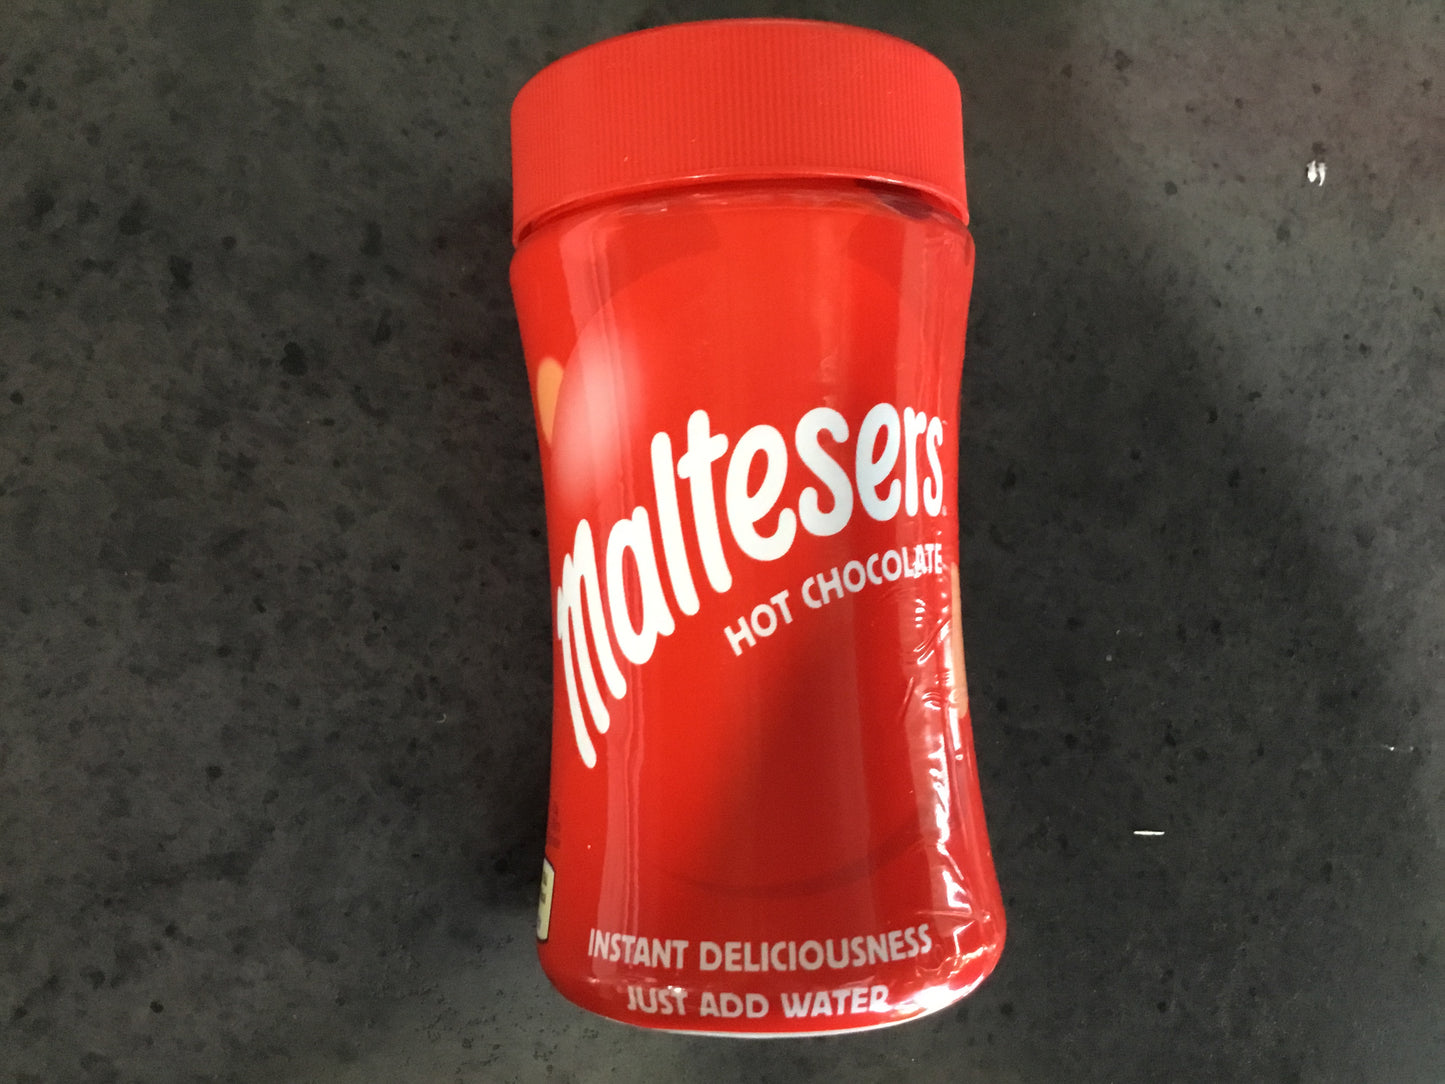 Maltesers
HOT CHOCOLATE
INSTANT DELICIOUSNESS
JUST ADD WATER